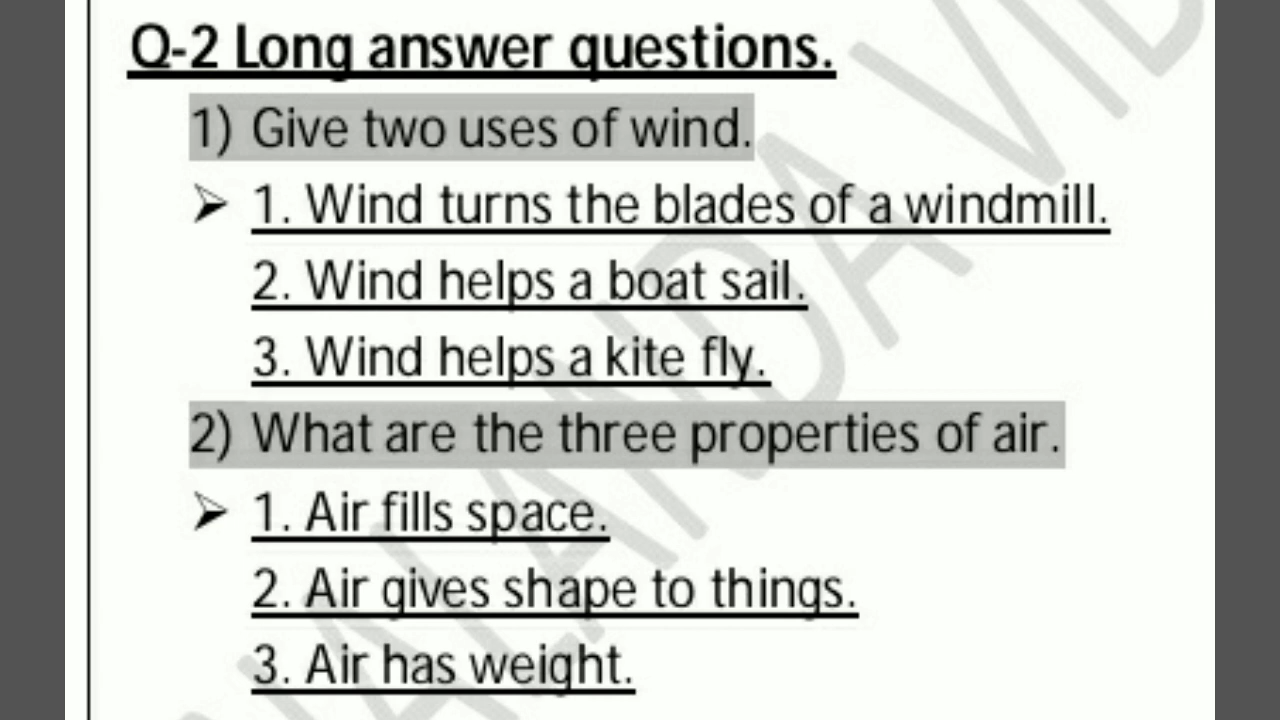 Q-2 Long answer questions.
1) Give two uses of wind.
➢ 1. Wind turns the blades of a windmill.
2. Wind helps a boat sail.
3. Wind helps a kite fly.
2) What are the three properties of air.
➢ 1. Air fills space.
2. Air gives shape to things.
3. Air has weight.
NALANDA VID